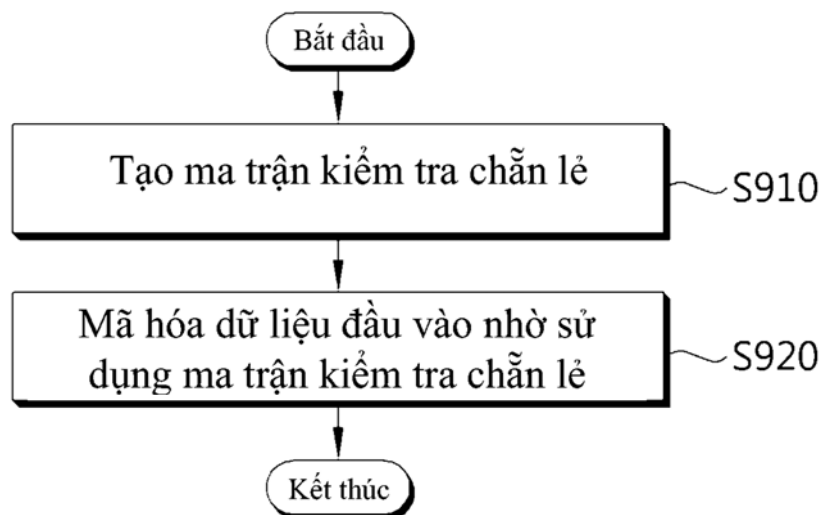 Bắt đầu
Tạo ma trận kiểm tra chẵn lẻ
S910
Mã hóa dữ liệu đầu vào nhờ sử
dụng ma trận kiểm tra chẵn lẻ
S920
Kết thúc